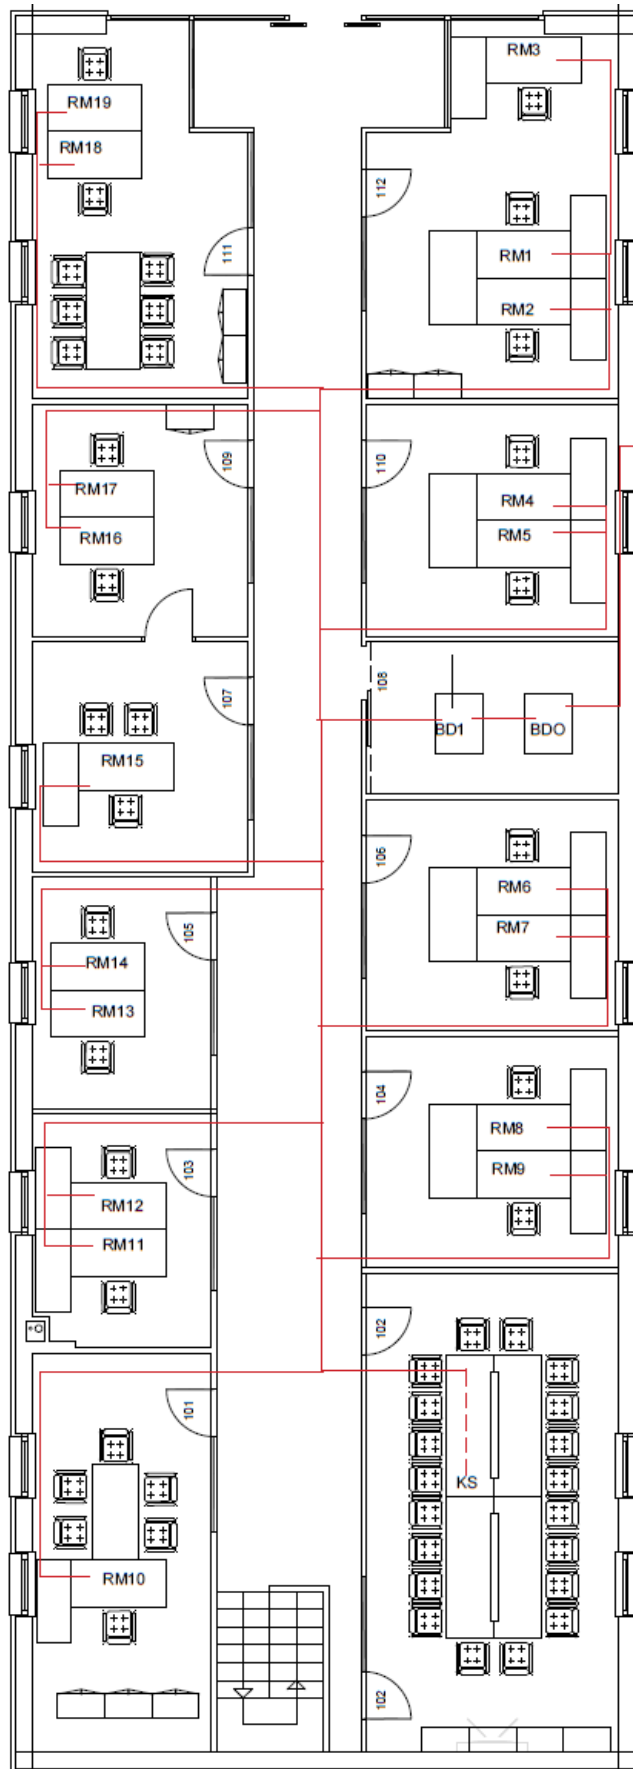 RM3
RM19
RM18
112
111
RM1
RM2
109
110
RM17
RM16
RM4
RM5
107
108
BD1
BDO
RM15
106
RM6
RM7
105
RM14
RM13
104
RM8
RM9
103
RM12
RM11
102
101
KS
RM10
102